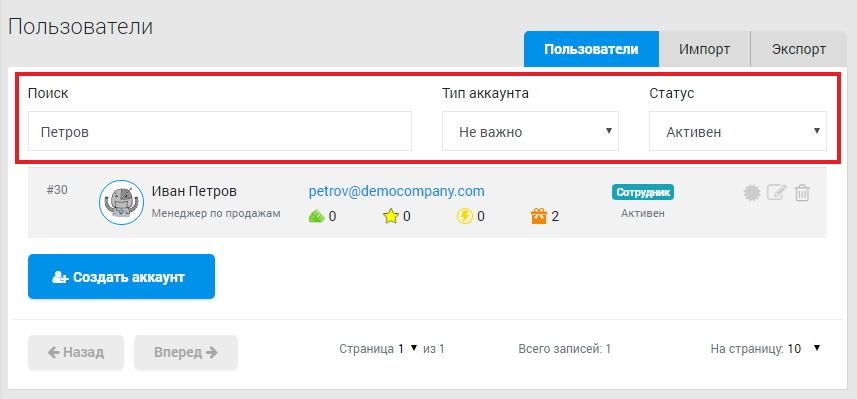 Пользователи
Пользователи Импорт Экспорт
Поиск Тип аккаунта Статус
Петров Не важно Активен
#30 Иван Петров petrov@democompany.com Сотрудник
Менеджер по продажам 0 0 0 2 Активен
Создать аккаунт
Назад Вперед Страница 1 из 1 Всего записей: 1 На страницу: 10